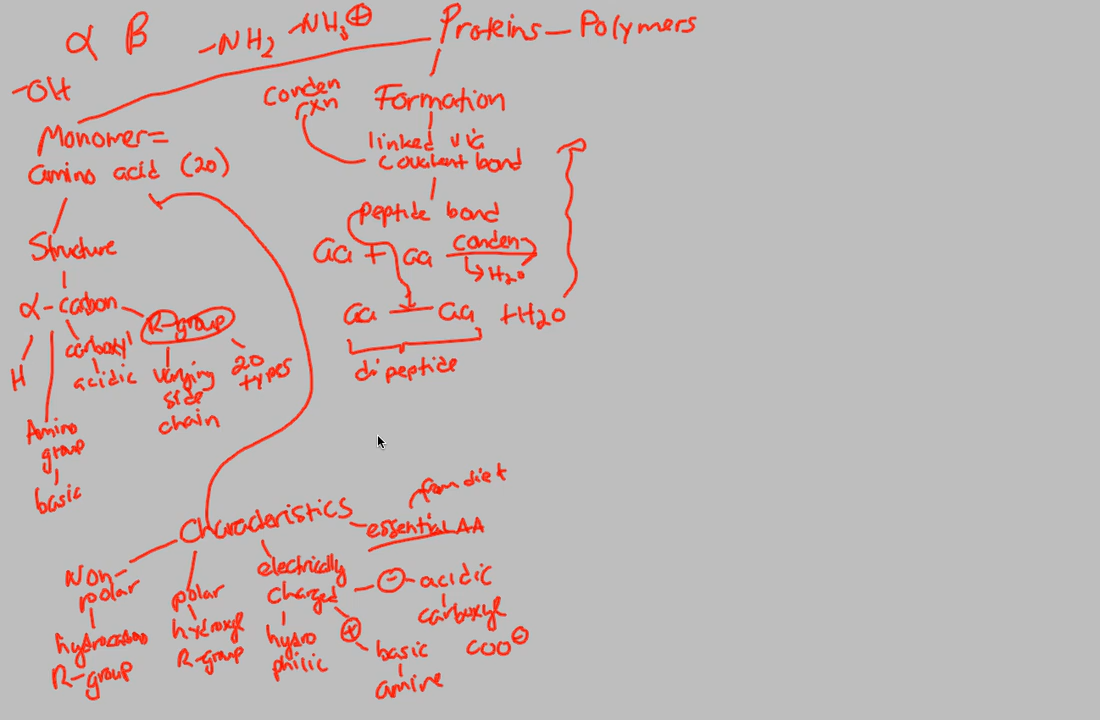 α β
-NH2
-NH3⊕
Proteins — Polymers
-OH
Monomer =
amino acid (20)
Structure
α-carbon
H
Amino
group
basic
carboxyl
acidic
R-group
varying
side
chain
20
types
Conden
rxn
Formation
linked via
covalent bond
peptide bond
aa + aa conden
↳H2O
aa — aa + H2O
dipeptide
Characteristics
essential AA
from diet
Non-
polar
hydrocarbon
R-group
polar
hydroxyl
R-group
electrically
charged
hydro
philic
⊖ - acidic
carboxyl
COO⊖
⊕
basic
amine